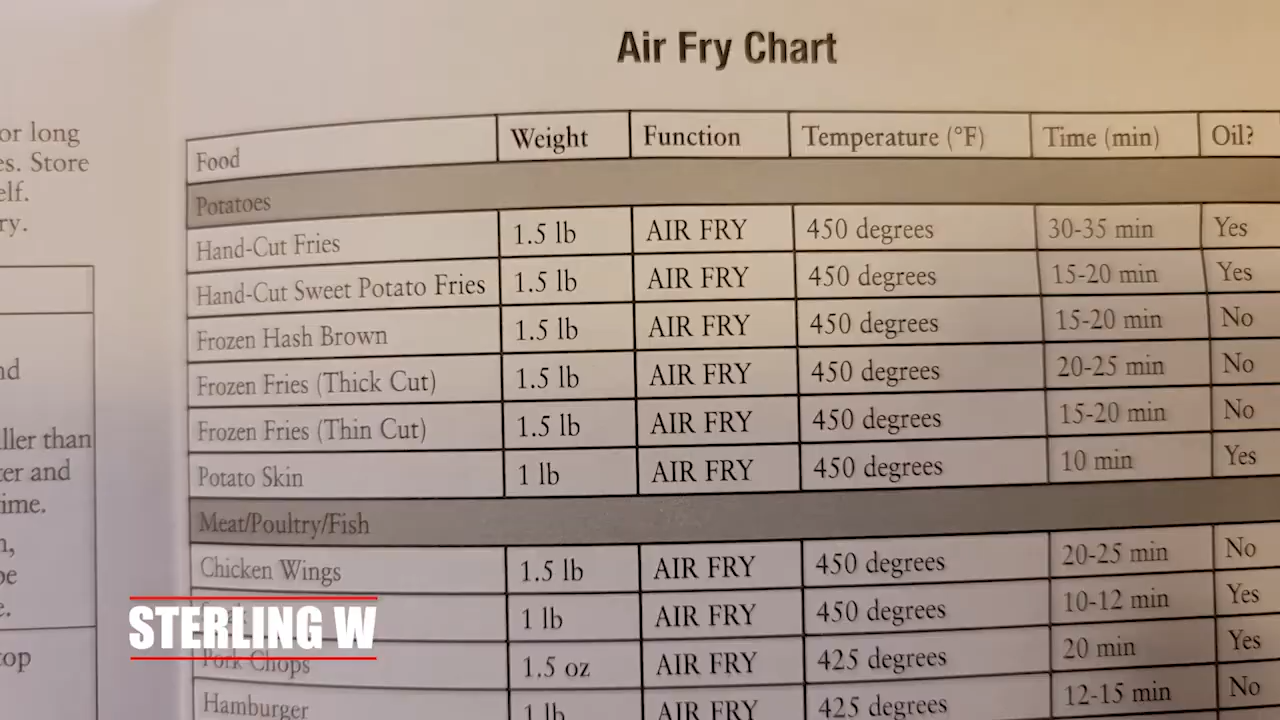 Air Fry Chart
or long
es. Store
elf.
ry.
nd
ller than
ter and
ime.
n,
be
e.
top
Food Weight Function Temperature (°F) Time (min) Oil?
Potatoes
Hand-Cut Fries 1.5 lb AIR FRY 450 degrees 30-35 min Yes
Hand-Cut Sweet Potato Fries 1.5 lb AIR FRY 450 degrees 15-20 min Yes
Frozen Hash Brown 1.5 lb AIR FRY 450 degrees 15-20 min No
Frozen Fries (Thick Cut) 1.5 lb AIR FRY 450 degrees 20-25 min No
Frozen Fries (Thin Cut) 1.5 lb AIR FRY 450 degrees 15-20 min No
Potato Skin 1 lb AIR FRY 450 degrees 10 min Yes
Meat/Poultry/Fish
Chicken Wings 1.5 lb AIR FRY 450 degrees 20-25 min No
1 lb AIR FRY 450 degrees 10-12 min Yes
STERLING W
Pork Chops 1.5 oz AIR FRY 425 degrees 20 min Yes
Hamburger 1 lb AIR FRY 425 degrees 12-15 min No